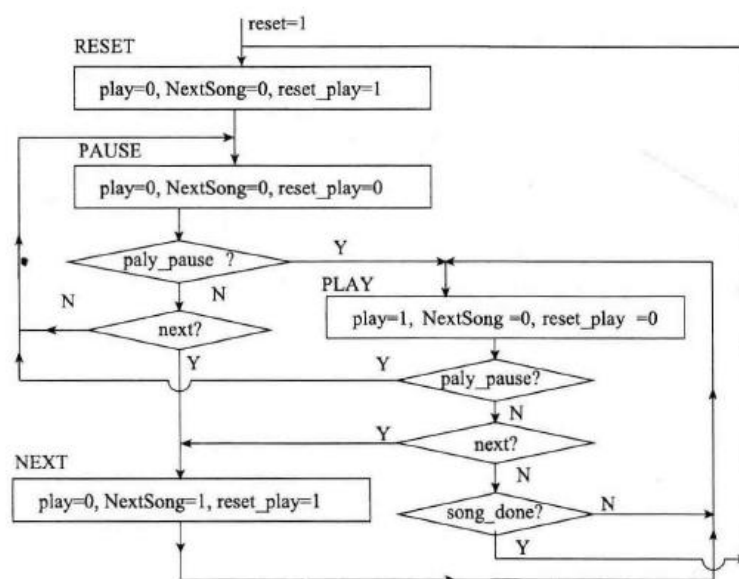 reset=1
RESET
play=0, NextSong=0, reset_play=1
PAUSE
play=0, NextSong=0, reset_play=0
paly_pause ?
Y
N
N
PLAY
play=1, NextSong =0, reset_play =0
next?
Y
Y
paly_pause?
N
Y
next?
N
NEXT
play=0, NextSong=1, reset_play=1
song_done?
N
Y